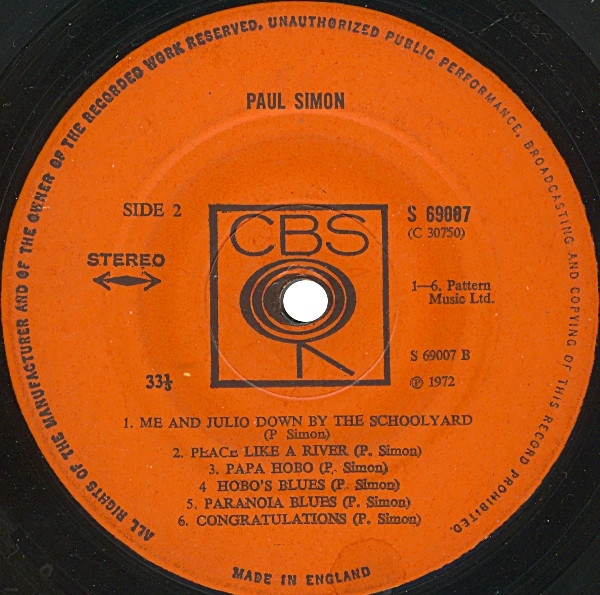 ALL RIGHTS OF THE MANUFACTURER AND OF THE OWNER OF THE RECORDED WORK RESERVED. UNAUTHORIZED PUBLIC PERFORMANCE, BROADCASTING AND COPYING OF THIS RECORD PROHIBITED.
PAUL SIMON
SIDE 2
CBS
S 69007
(C 30750)
STEREO
1—6. Pattern
Music Ltd.
S 69007 B
33⅓
℗ 1972
1. ME AND JULIO DOWN BY THE SCHOOLYARD
(P Simon)
2. PEACE LIKE A RIVER (P. Simon)
3. PAPA HOBO (P. Simon)
4 HOBO'S BLUES (P. Simon)
5. PARANOIA BLUES (P. Simon)
6. CONGRATULATIONS (P. Simon)
MADE IN ENGLAND